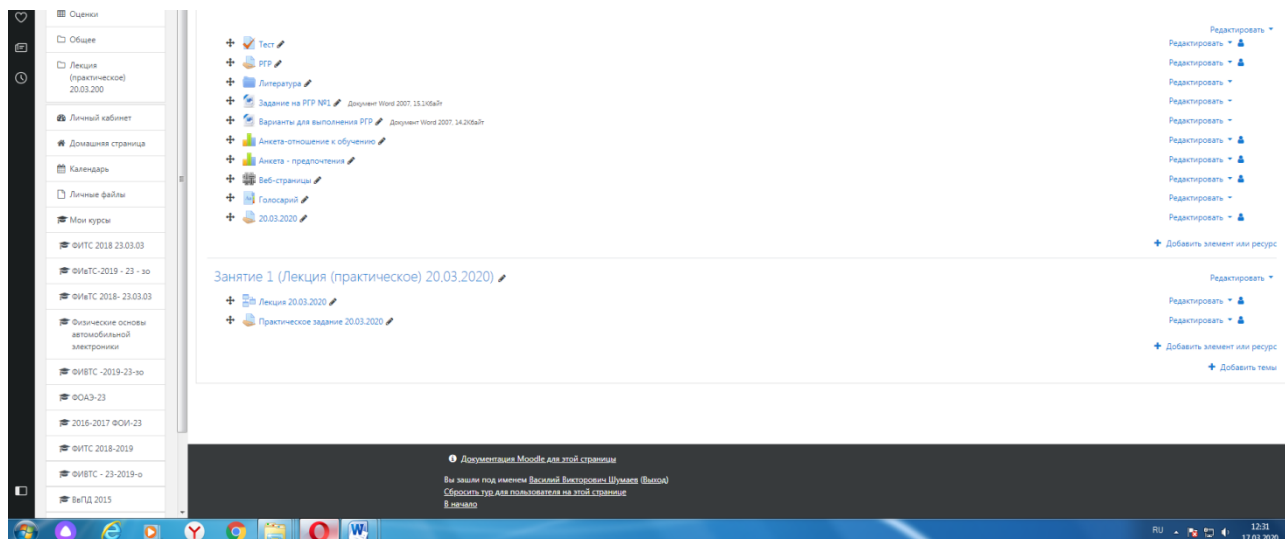 Оценки
Общее
Лекция
(практическое)
20.03.200
Личный кабинет
Домашняя страница
Календарь
Личные файлы
Мои курсы
ФИТС 2018 23.03.03
ФИвТС-2019 - 23 - зо
ФИвТС 2018- 23.03.03
Физические основы
автомобильной
электроники
ФИВТС -2019-23-зо
ФОАЭ-23
2016-2017 ФОИ-23
ФИТС 2018-2019
ФИВТС - 23-2019-о
ВвПД 2015
Редактировать
Тест Редактировать
РГР Редактировать
Литература Редактировать
Задание на РГР №1 Документ Word 2007, 15.1Кбайт Редактировать
Варианты для выполнения РГР Документ Word 2007, 14.2Кбайт Редактировать
Анкета-отношение к обучению Редактировать
Анкета - предпочтения Редактировать
Веб-страницы Редактировать
Голосарий Редактировать
20.03.2020 Редактировать
Добавить элемент или ресурс
Занятие 1 (Лекция (практическое) 20.03.2020) Редактировать
Лекция 20.03.2020 Редактировать
Практическое задание 20.03.2020 Редактировать
Добавить элемент или ресурс
Добавить темы
Документация Moodle для этой страницы
Вы зашли под именем Василий Викторович Шумаев (Выход)
Сбросить тур для пользователя на этой странице
В начало
RU 12:31
17.03.2020